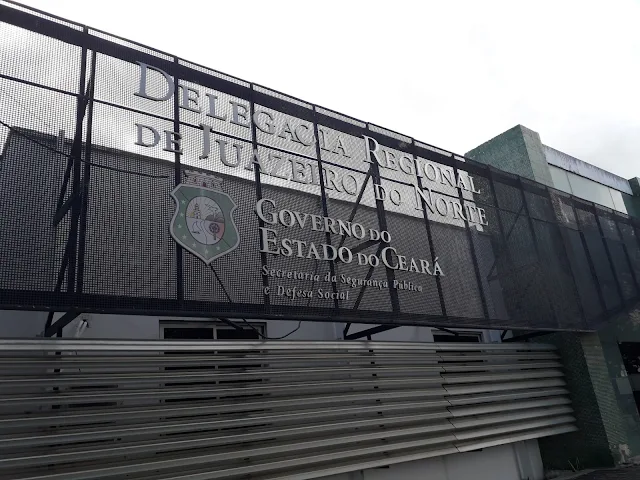 DELEGACIA REGIONAL
DE JUAZEIRO DO NORTE
GOVERNO DO
ESTADO DO CEARÁ
Secretaria da Segurança Pública
e Defesa Social